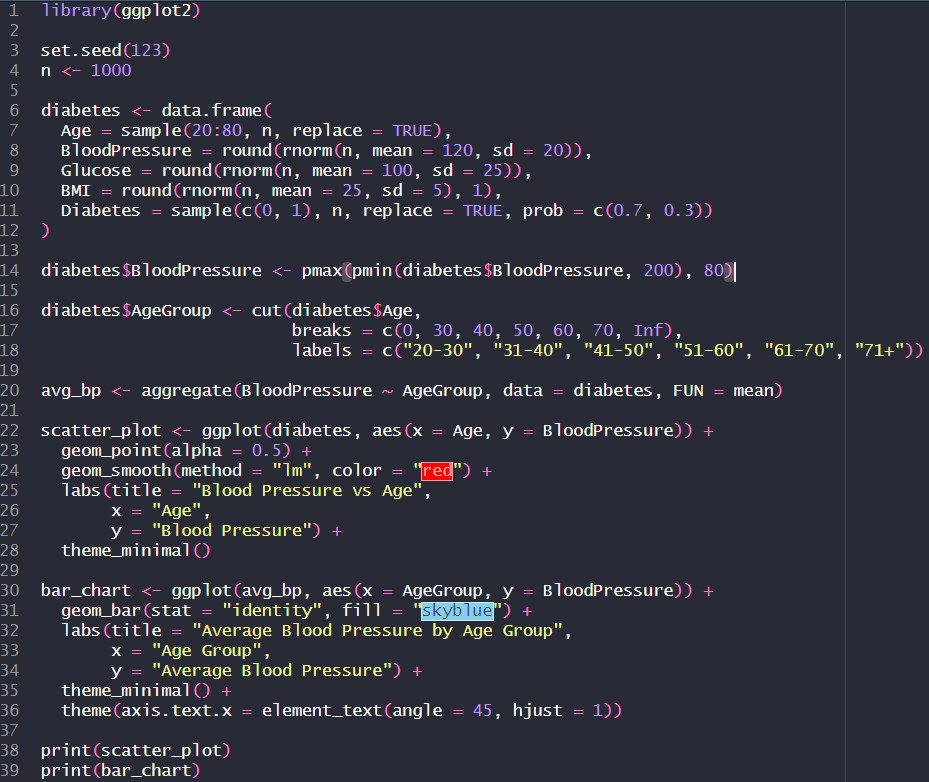 1 library(ggplot2)
2
3 set.seed(123)
4 n <- 1000
5
6 diabetes <- data.frame(
7   Age = sample(20:80, n, replace = TRUE),
8   BloodPressure = round(rnorm(n, mean = 120, sd = 20)),
9   Glucose = round(rnorm(n, mean = 100, sd = 25)),
10   BMI = round(rnorm(n, mean = 25, sd = 5), 1),
11   Diabetes = sample(c(0, 1), n, replace = TRUE, prob = c(0.7, 0.3))
12 )
13
14 diabetes$BloodPressure <- pmax(pmin(diabetes$BloodPressure, 200), 80)
15
16 diabetes$AgeGroup <- cut(diabetes$Age,
17                          breaks = c(0, 30, 40, 50, 60, 70, Inf),
18                          labels = c("20-30", "31-40", "41-50", "51-60", "61-70", "71+"))
19
20 avg_bp <- aggregate(BloodPressure ~ AgeGroup, data = diabetes, FUN = mean)
21
22 scatter_plot <- ggplot(diabetes, aes(x = Age, y = BloodPressure)) +
23   geom_point(alpha = 0.5) +
24   geom_smooth(method = "lm", color = "red") +
25   labs(title = "Blood Pressure vs Age",
26        x = "Age",
27        y = "Blood Pressure") +
28   theme_minimal()
29
30 bar_chart <- ggplot(avg_bp, aes(x = AgeGroup, y = BloodPressure)) +
31   geom_bar(stat = "identity", fill = "skyblue") +
32   labs(title = "Average Blood Pressure by Age Group",
33        x = "Age Group",
34        y = "Average Blood Pressure") +
35   theme_minimal() +
36   theme(axis.text.x = element_text(angle = 45, hjust = 1))
37
38 print(scatter_plot)
39 print(bar_chart)